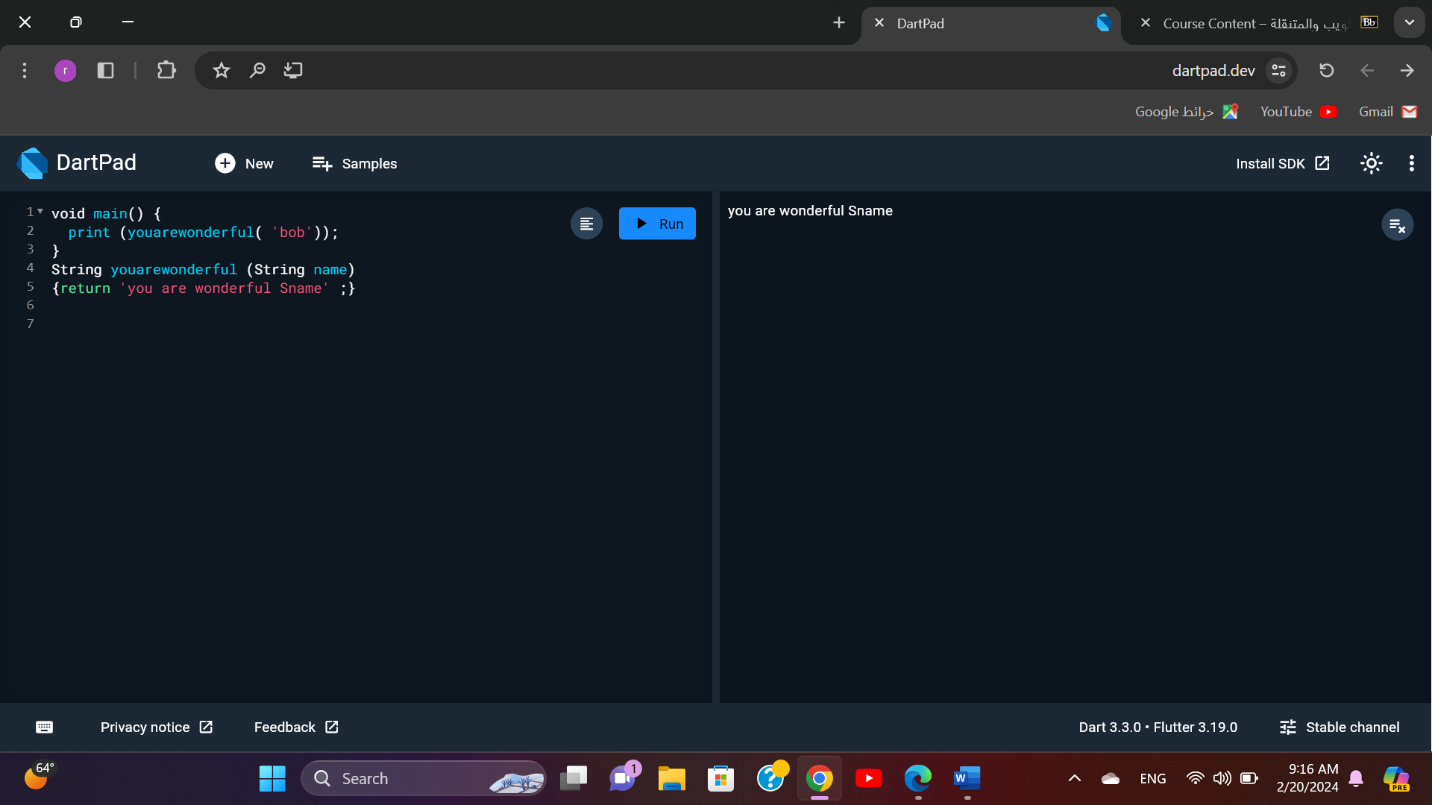 DartPad
Course Content – ويب والمتنقلة
r
dartpad.dev
Google خرائط
YouTube
Gmail
DartPad
New
Samples
Install SDK
1 void main() {
2 print (youarewonderful( 'bob'));
3 }
4 String youarewonderful (String name)
5 {return 'you are wonderful Sname' ;}
6
7
Run
you are wonderful Sname
Privacy notice
Feedback
Dart 3.3.0 • Flutter 3.19.0
Stable channel
64°
Search
1
ENG
9:16 AM
2/20/2024
PRE